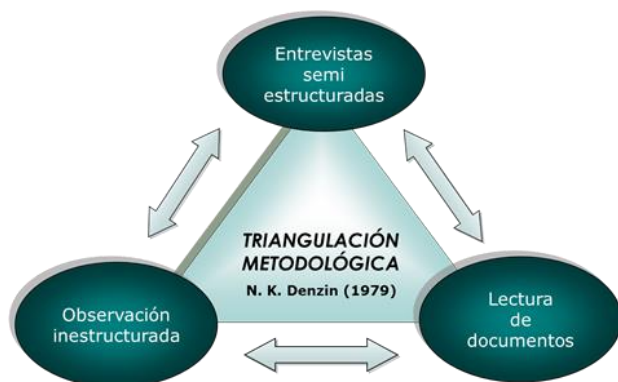 Entrevistas
semi
estructuradas
TRIANGULACIÓN
METODOLÓGICA
N. K. Denzin (1979)
Observación
inestructurada
Lectura
de
documentos